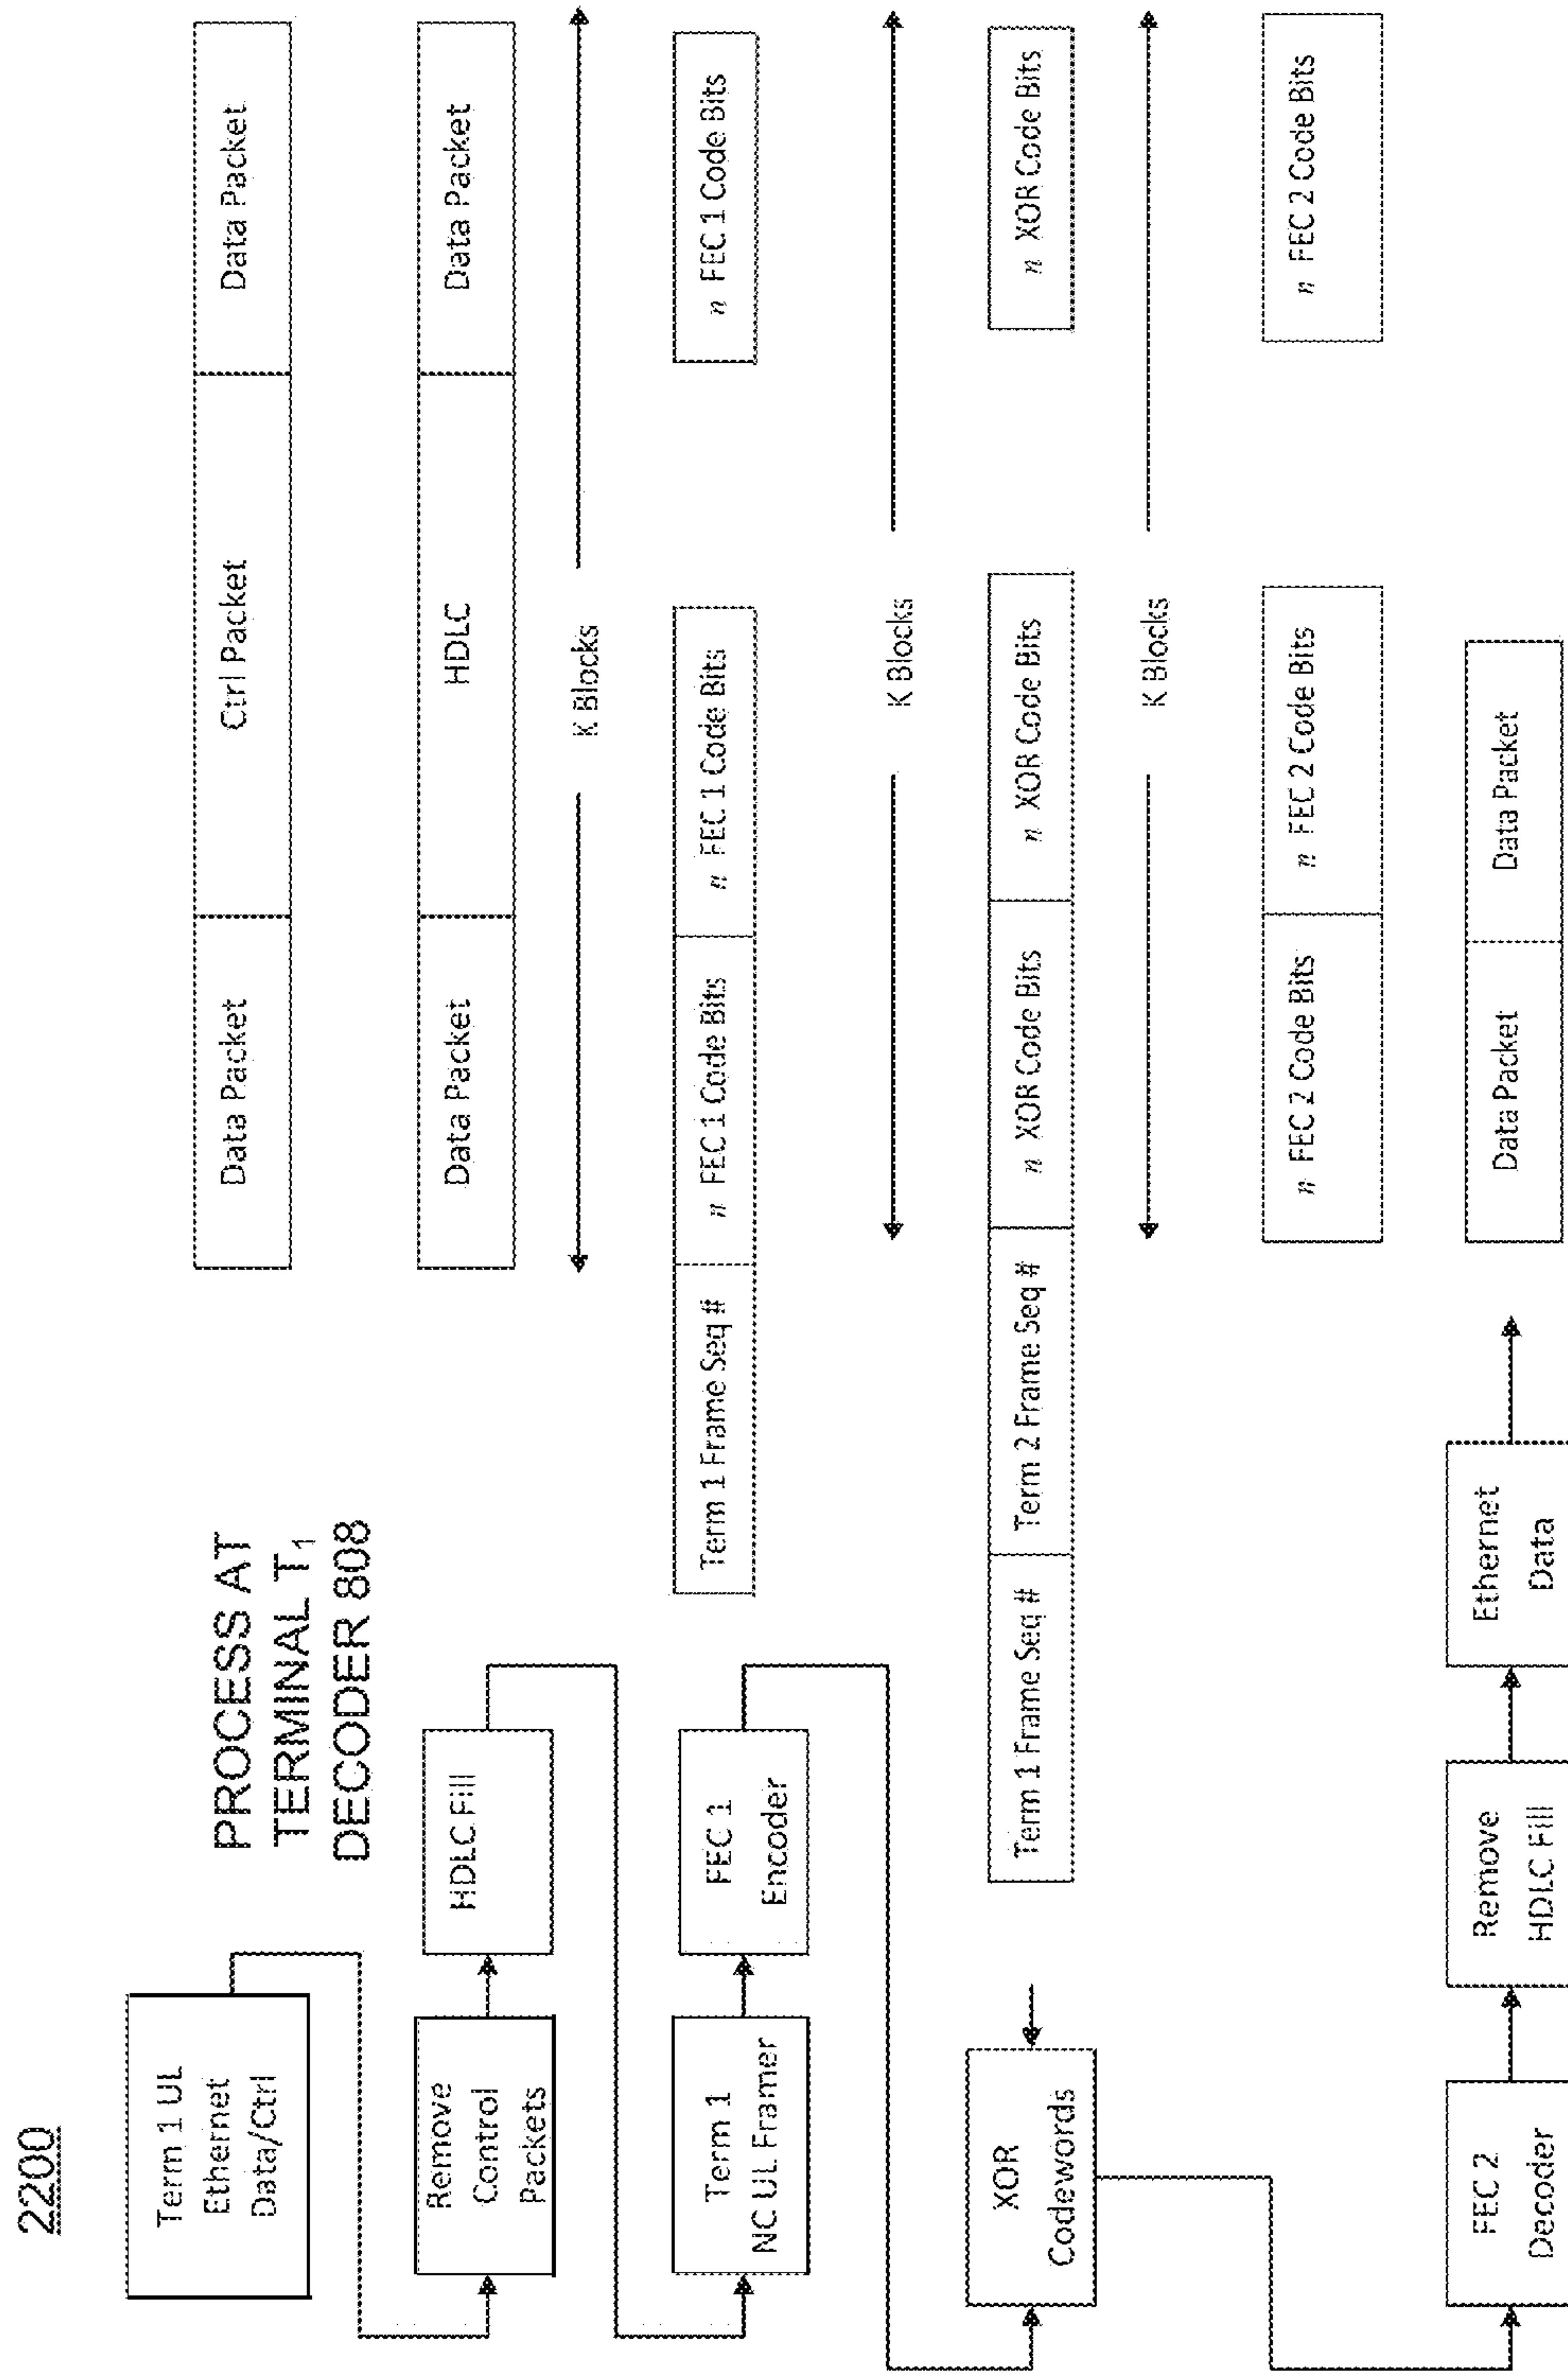 2200
PROCESS AT
TERMINAL T₁
DECODER 808
Term 1 UL
Ethernet
Data/Ctrl
Data Packet
Ctrl Packet
Data Packet
Remove
Control
Packets
HDLC Fill
Data Packet
HDLC
Data Packet
K Blocks
Term 1
NC UL Framer
FEC 1
Encoder
Term 1 Frame Seq #
n FEC 1 Code Bits
n FEC 1 Code Bits
n FEC 1 Code Bits
K Blocks
XOR
Codewords
Term 1 Frame Seq #
Term 2 Frame Seq #
n XOR Code Bits
n XOR Code Bits
n XOR Code Bits
K Blocks
n FEC 2 Code Bits
n FEC 2 Code Bits
n FEC 2 Code Bits
FEC 2
Decoder
Remove
HDLC Fill
Ethernet
Data
Data Packet
Data Packet